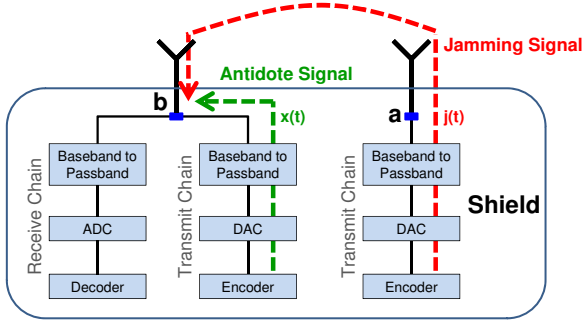 Jamming Signal
Antidote Signal
b
a
x(t)
j(t)
Receive Chain
Baseband to
Passband
ADC
Decoder
Transmit Chain
Baseband to
Passband
DAC
Encoder
Transmit Chain
Baseband to
Passband
DAC
Encoder
Shield